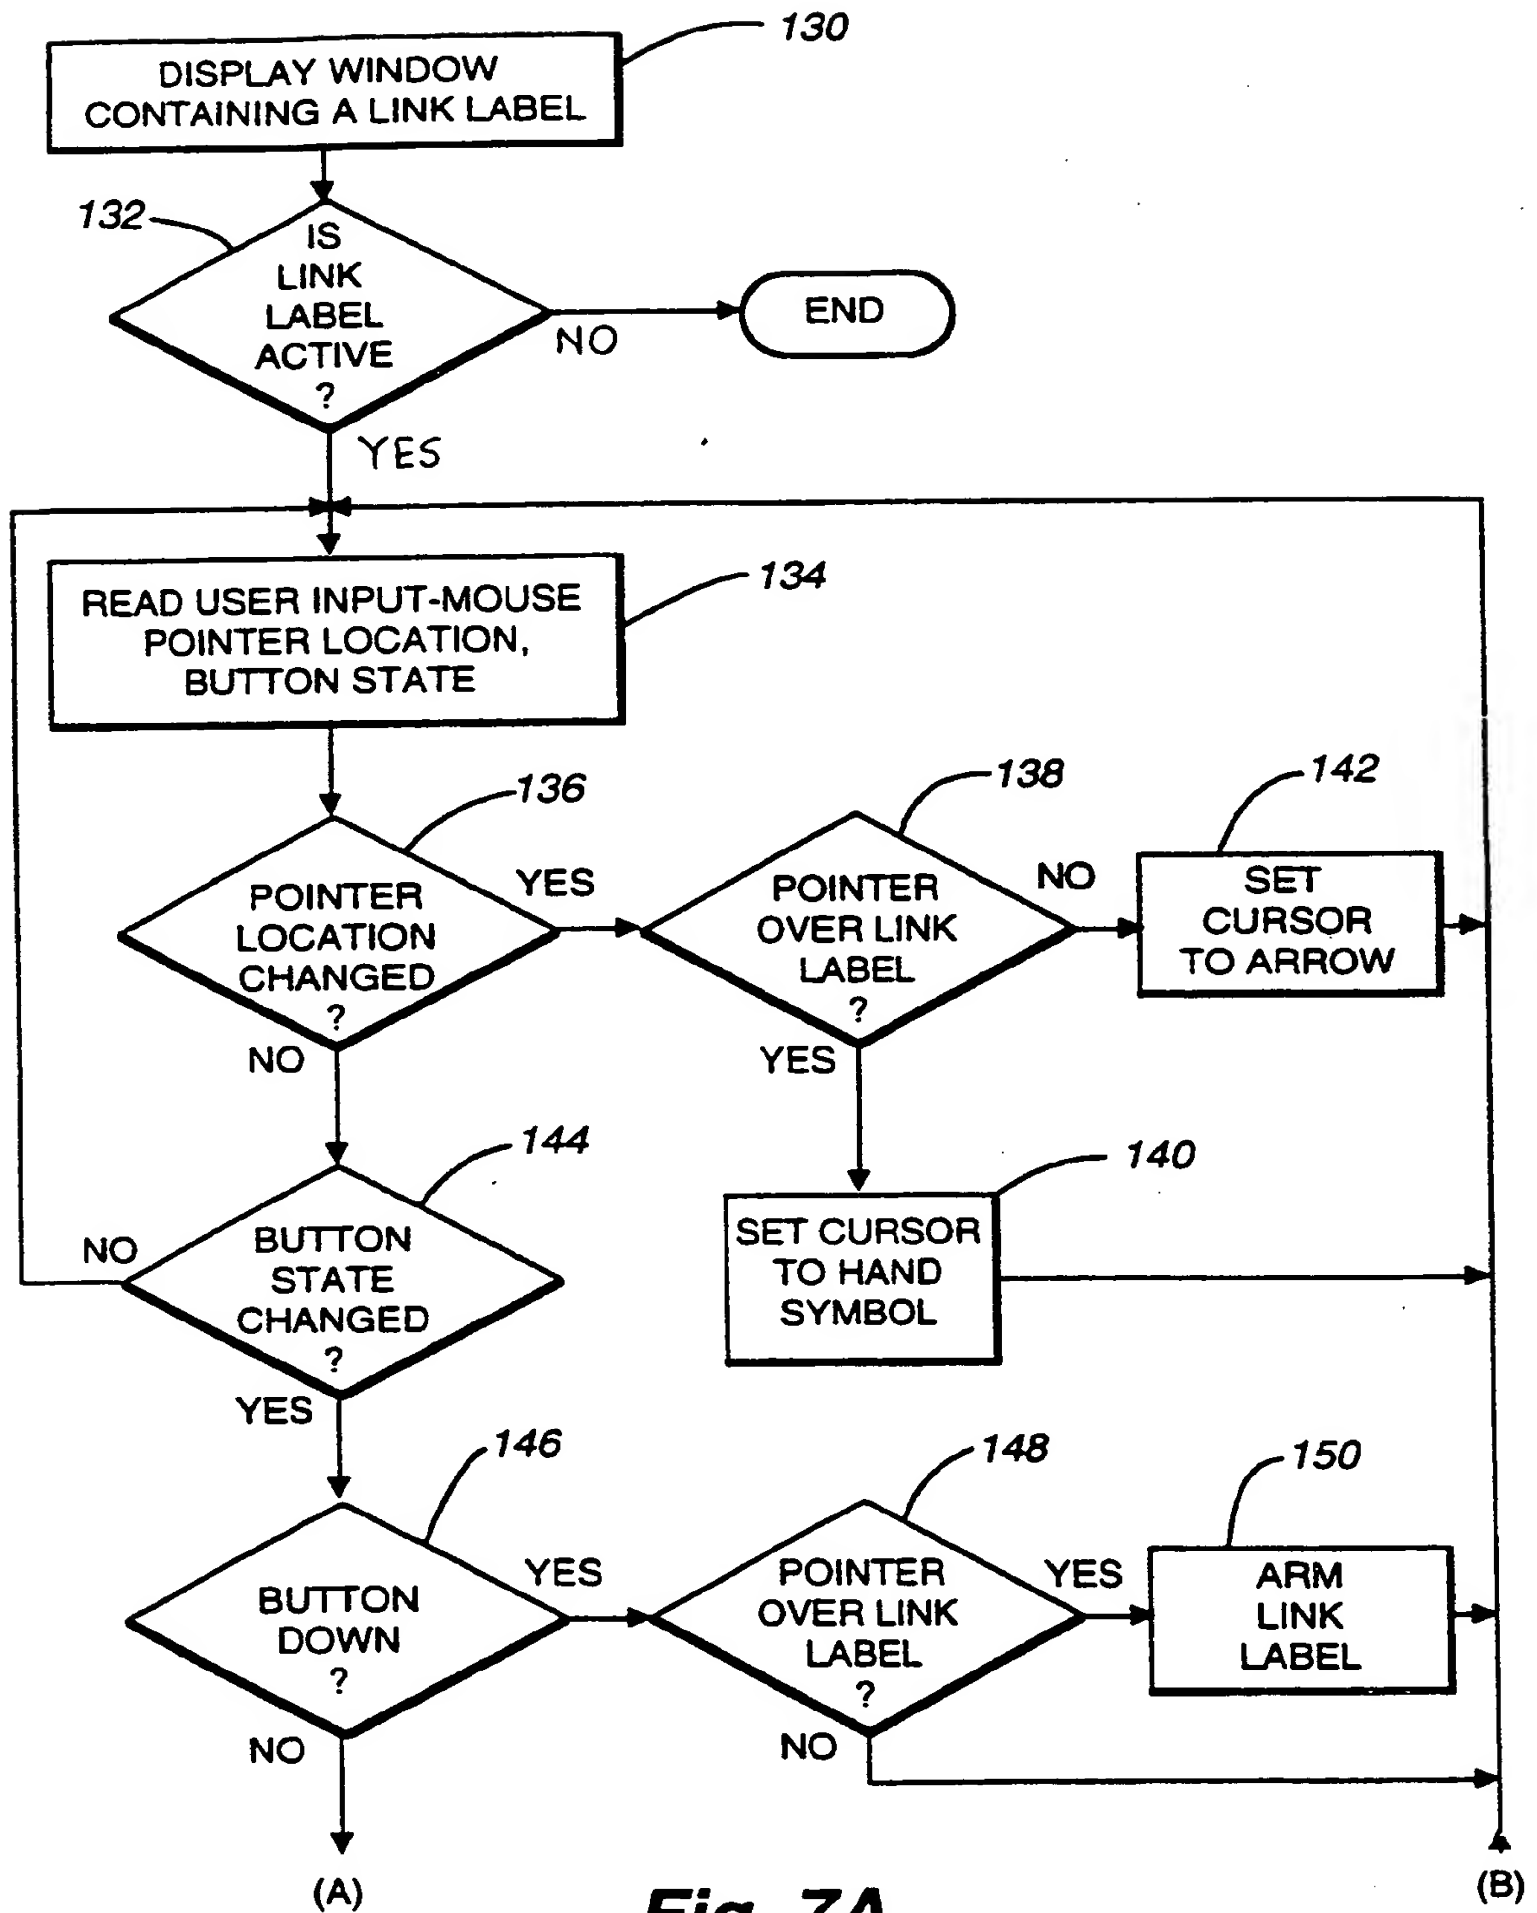 130
DISPLAY WINDOW
CONTAINING A LINK LABEL
132
IS
LINK
LABEL
ACTIVE
?
NO
END
YES
READ USER INPUT-MOUSE
POINTER LOCATION,
BUTTON STATE
134
136
POINTER
LOCATION
CHANGED
?
YES
NO
138
POINTER
OVER LINK
LABEL
?
NO
YES
142
SET
CURSOR
TO ARROW
140
SET CURSOR
TO HAND
SYMBOL
144
BUTTON
STATE
CHANGED
?
NO
YES
146
BUTTON
DOWN
?
YES
NO
148
POINTER
OVER LINK
LABEL
?
YES
NO
150
ARM
LINK
LABEL
(A)
(B)
Fig. 7A